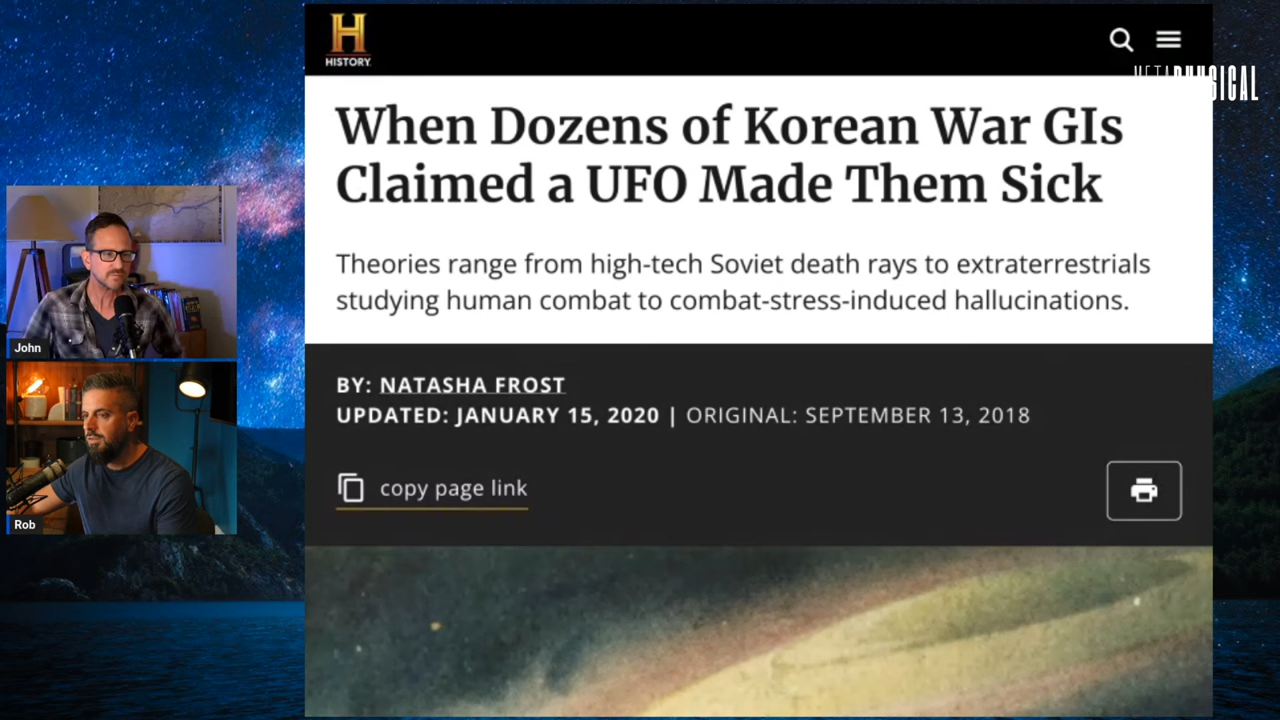 HISTORY
METAPHYSICAL
When Dozens of Korean War GIs
Claimed a UFO Made Them Sick
Theories range from high-tech Soviet death rays to extraterrestrials
studying human combat to combat-stress-induced hallucinations.
BY: NATASHA FROST
UPDATED: JANUARY 15, 2020 | ORIGINAL: SEPTEMBER 13, 2018
copy page link
John
Rob